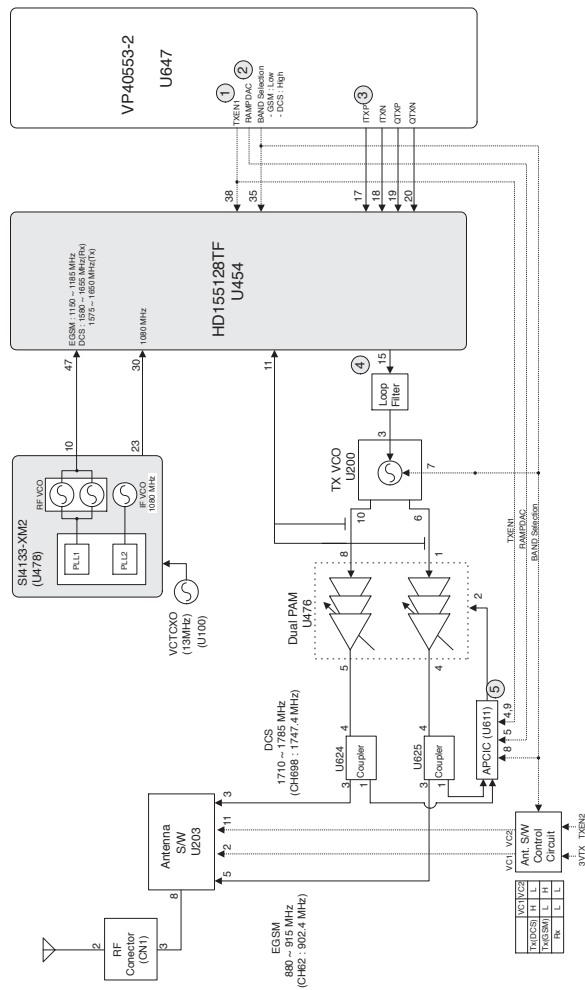 VP40553-2
U647
1
TXEN1
2
RAMPDAC
BAND Selection
- GSM : Low
- DCS : High
3
ITXP
ITXN
QTXP
QTXN
38
35
17
18
19
20
EGSM : 1150 ~ 1185 MHz
DCS : 1580 ~ 1655 MHz(Rx)
1575 ~ 1650 MHz(Tx)
1080 MHz
HD155128TF
U454
47
30
11
15
10
23
SI4133-XM2
(U478)
RF VCO
PLL1
PLL2
IF VCO
1080 MHz
VCTCXO
(13MHz)
(U100)
4
Loop
Filter
3
TX VCO
U200
7
10
6
8
1
Dual PAM
U476
2
5
4
TXEN1
RAMPDAC
BAND Selection
DCS
1710 ~ 1785 MHz
(CH698 : 1747.4 MHz)
4
U624
Coupler
3
1
4
U625
Coupler
3
1
5
APCIC (U611)
4,9
5
8
Antenna
S/W
U203
3
11
2
5
8
RF
Conector
(CN1)
2
3
EGSM
880 ~ 915 MHz
(CH62 : 902.4 MHz)
VC1
VC2
Ant. S/W
Control
Circuit
3VTX
TXEN2
VC1 VC2
Tx(DCS) H L
Tx(GSM) L H
Rx L L